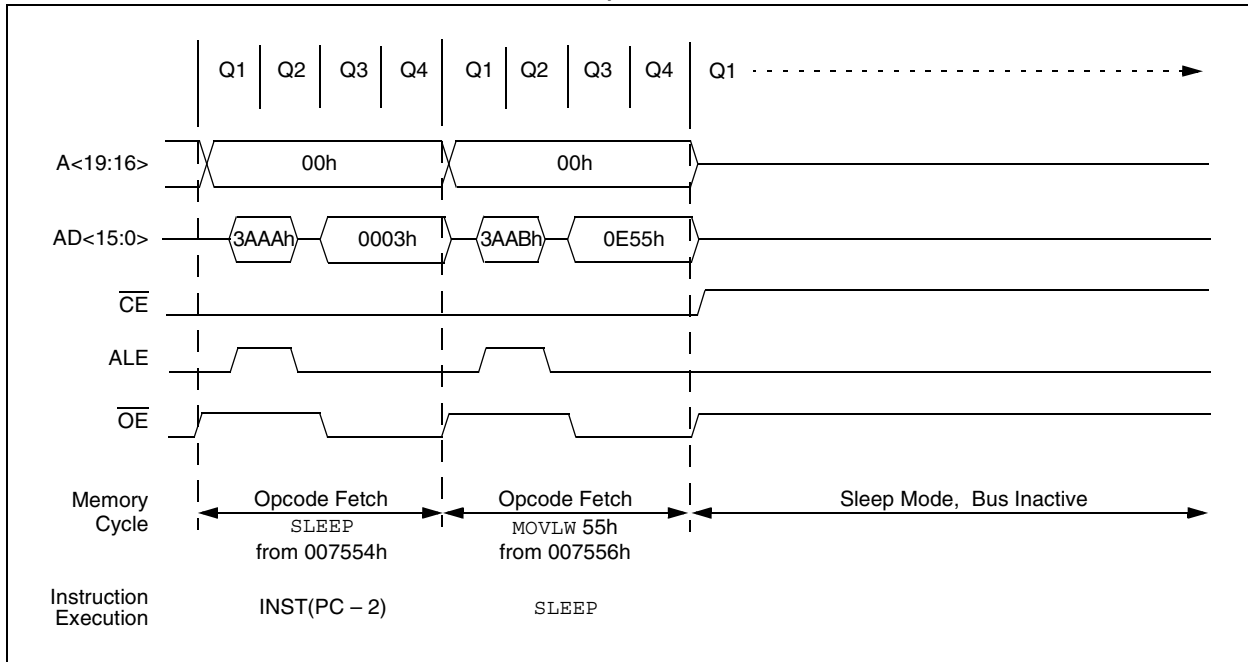 Q1 Q2 Q3 Q4 Q1 Q2 Q3 Q4 Q1
A<19:16> 00h 00h
AD<15:0> 3AAAh 0003h 3AABh 0E55h
CE
ALE
OE
Memory Cycle
Opcode Fetch
SLEEP
from 007554h
Opcode Fetch
MOVLW 55h
from 007556h
Sleep Mode, Bus Inactive
Instruction Execution
INST(PC – 2)
SLEEP